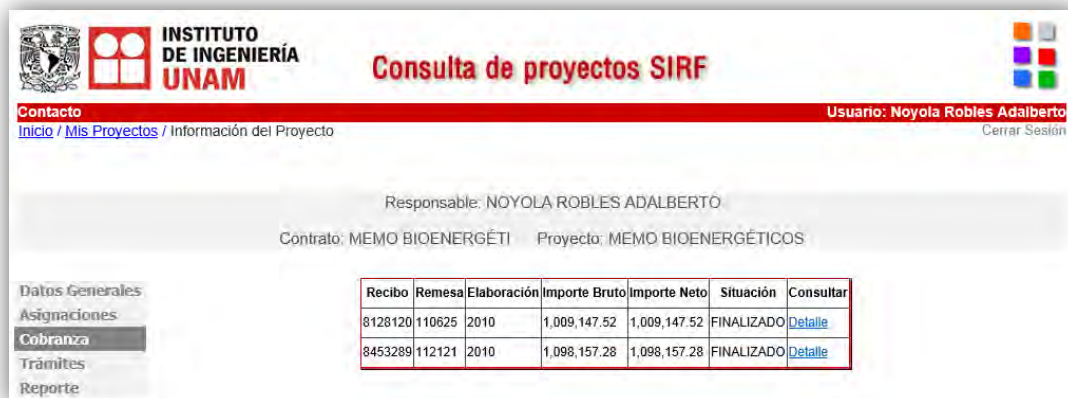 INSTITUTO
DE INGENIERÍA
UNAM
Consulta de proyectos SIRF
Contacto Usuario: Noyola Robles Adalberto
Inicio / Mis Proyectos / Información del Proyecto Cerrar Sesión
Responsable: NOYOLA ROBLES ADALBERTO
Contrato: MEMO BIOENERGÉTI Proyecto: MEMO BIOENERGÉTICOS
Datos Generales
Asignaciones
Cobranza
Trámites
Reporte
Recibo Remesa Elaboración Importe Bruto Importe Neto Situación Consultar
8128120 110625 2010 1,009,147.52 1,009,147.52 FINALIZADO Detalle
8453289 112121 2010 1,098,157.28 1,098,157.28 FINALIZADO Detalle